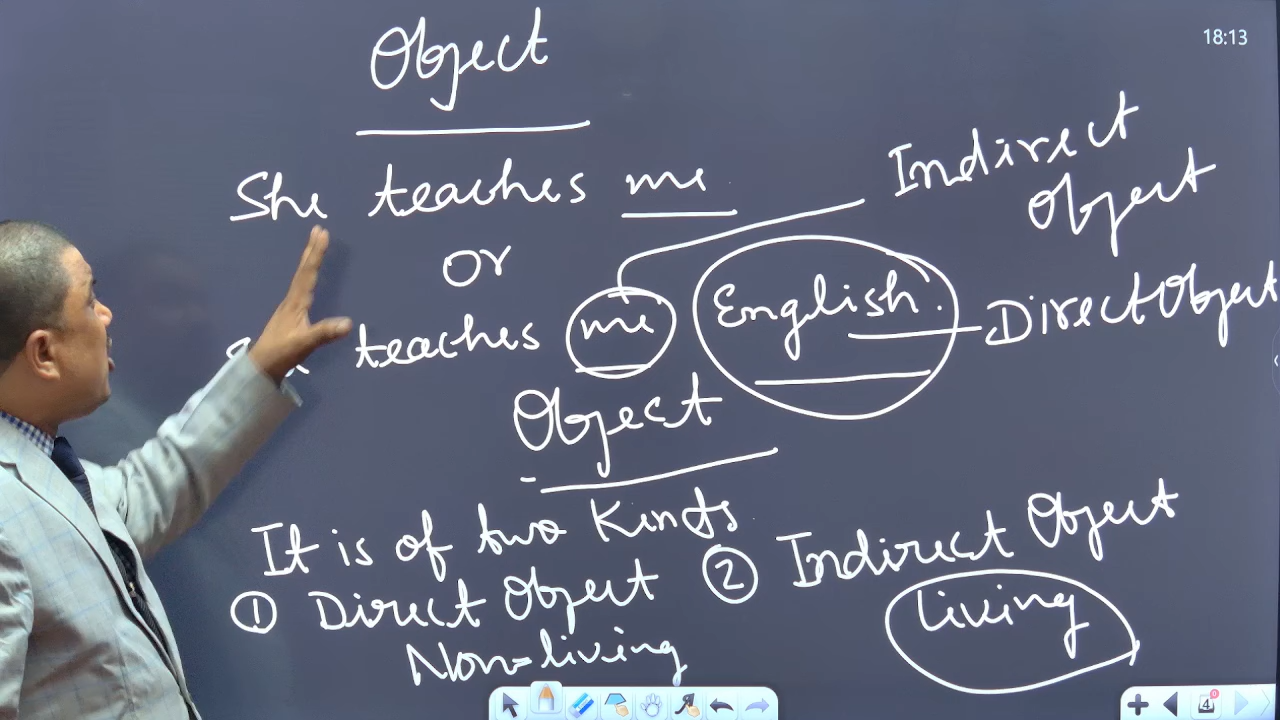 18:13
Object
She teaches me
or
teaches me English.
Indirect
Object
Direct Object
Object
It is of two Kinds
① Direct Object ② Indirect Object
Non-living living
4